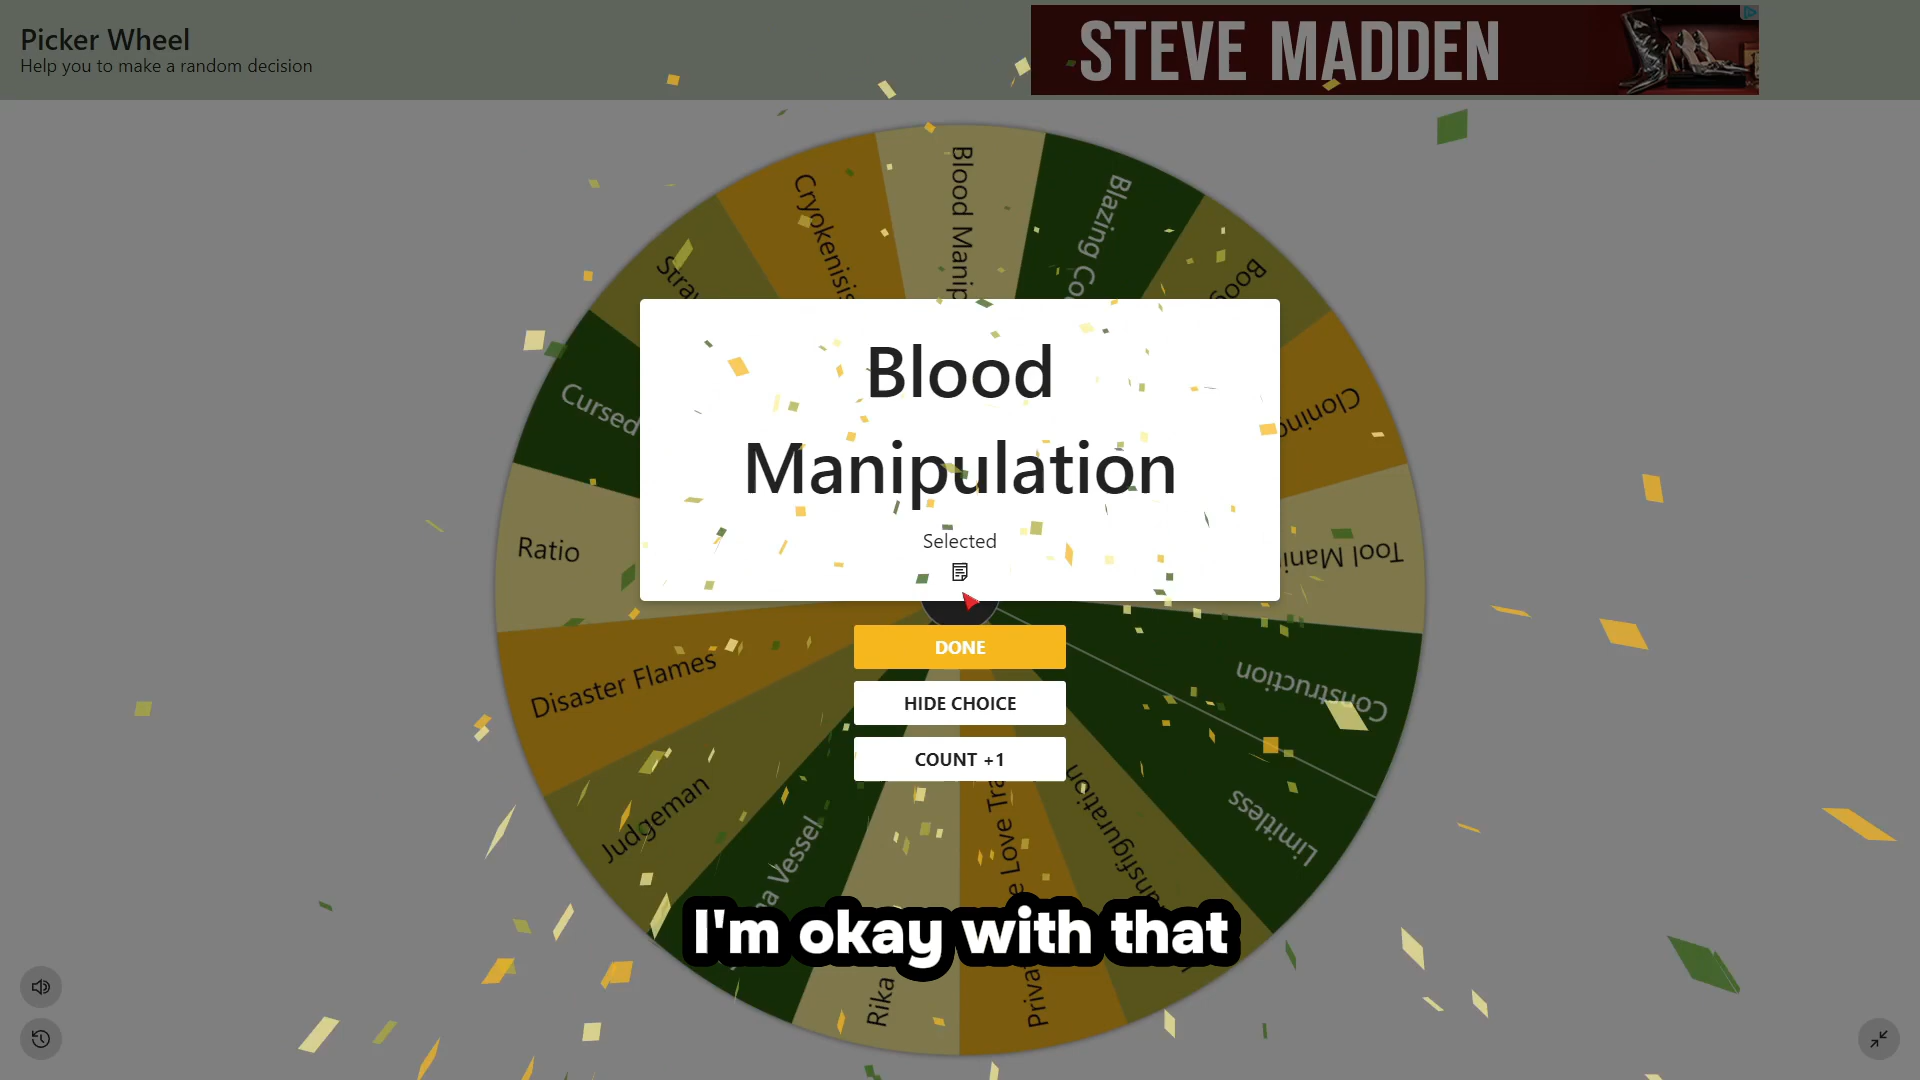 Picker Wheel
Help you to make a random decision
STEVE MADDEN
Blood Manip
Blazing Co
Boog
Cloning
Tool Mani
Construction
Limitless
nsfiguration
Priva e Love Tra
Rika
a Vessel
Judgeman
Disaster Flames
Ratio
Cursed
Stra
Cryokenisis
Blood
Manipulation
Selected
DONE
HIDE CHOICE
COUNT +1
I'm okay with that